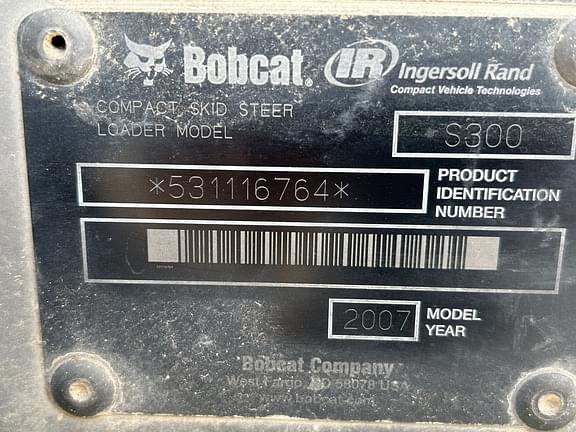 Bobcat. IR Ingersoll Rand
Compact Vehicle Technologies
COMPACT SKID STEER
LOADER MODEL
S300
*531116764*
PRODUCT
IDENTIFICATION
NUMBER
2007
MODEL
YEAR
Bobcat Company
West Fargo, ND 58078 USA
www.bobcat.com